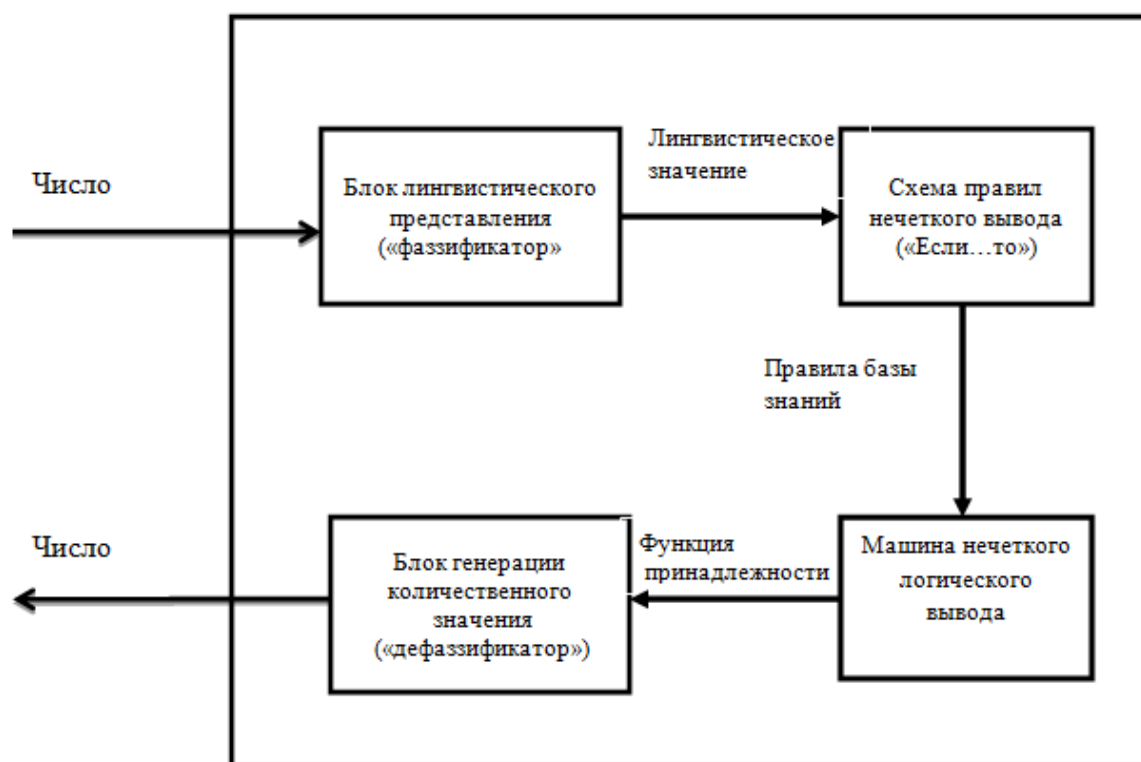 Число
Блок лингвистического
представления
(«фаззификатор»
Лингвистическое
значение
Схема правил
нечеткого вывода
(«Если…то»)
Правила базы
знаний
Машина нечеткого
логического
вывода
Функция
принадлежности
Блок генерации
количественного
значения
(«дефаззификатор»)
Число